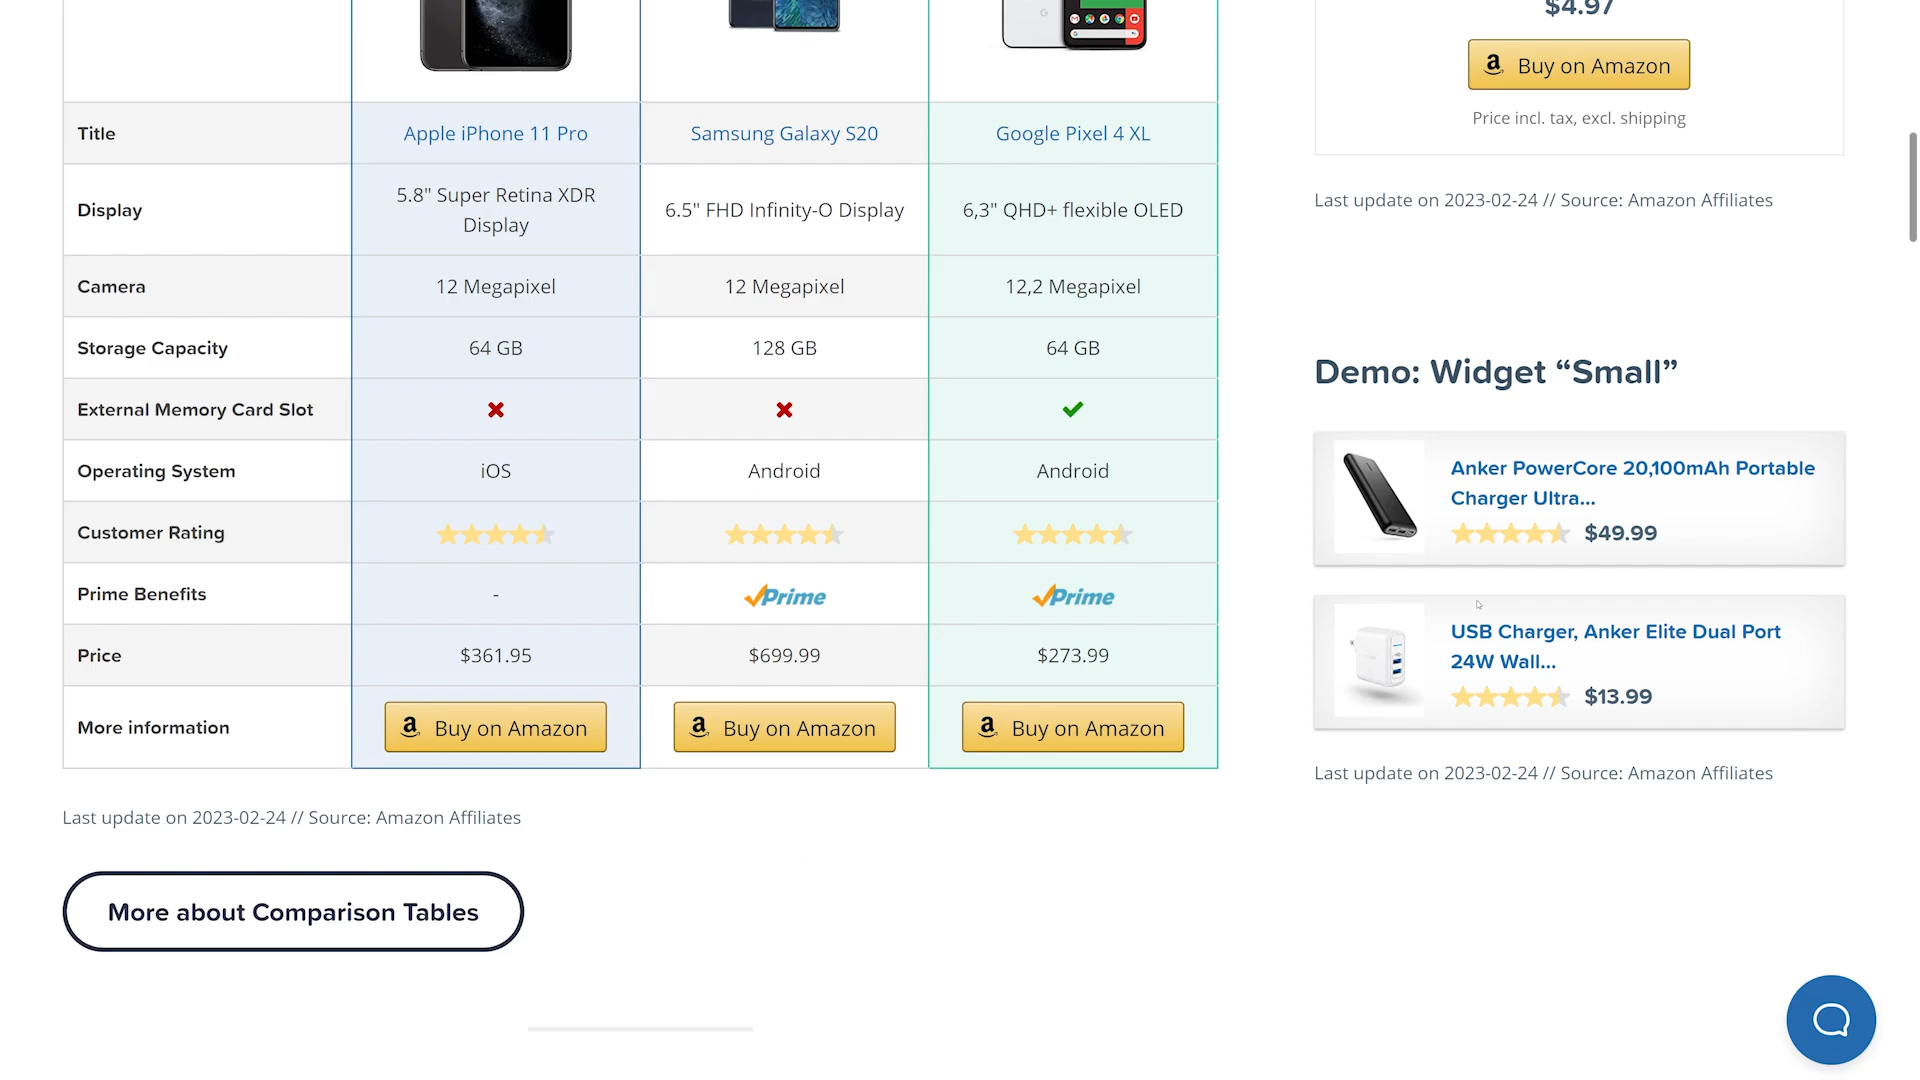 $4.97
Buy on Amazon
Price incl. tax, excl. shipping
Last update on 2023-02-24 // Source: Amazon Affiliates
Title Apple iPhone 11 Pro Samsung Galaxy S20 Google Pixel 4 XL
Display 5.8" Super Retina XDR
Display 6.5" FHD Infinity-O Display 6,3" QHD+ flexible OLED
Camera 12 Megapixel 12 Megapixel 12,2 Megapixel
Storage Capacity 64 GB 128 GB 64 GB
External Memory Card Slot
Operating System iOS Android Android
Customer Rating
Prime Benefits - Prime Prime
Price $361.95 $699.99 $273.99
More information Buy on Amazon Buy on Amazon Buy on Amazon
Last update on 2023-02-24 // Source: Amazon Affiliates
More about Comparison Tables
Demo: Widget “Small”
Anker PowerCore 20,100mAh Portable
Charger Ultra...
$49.99
USB Charger, Anker Elite Dual Port
24W Wall...
$13.99
Last update on 2023-02-24 // Source: Amazon Affiliates